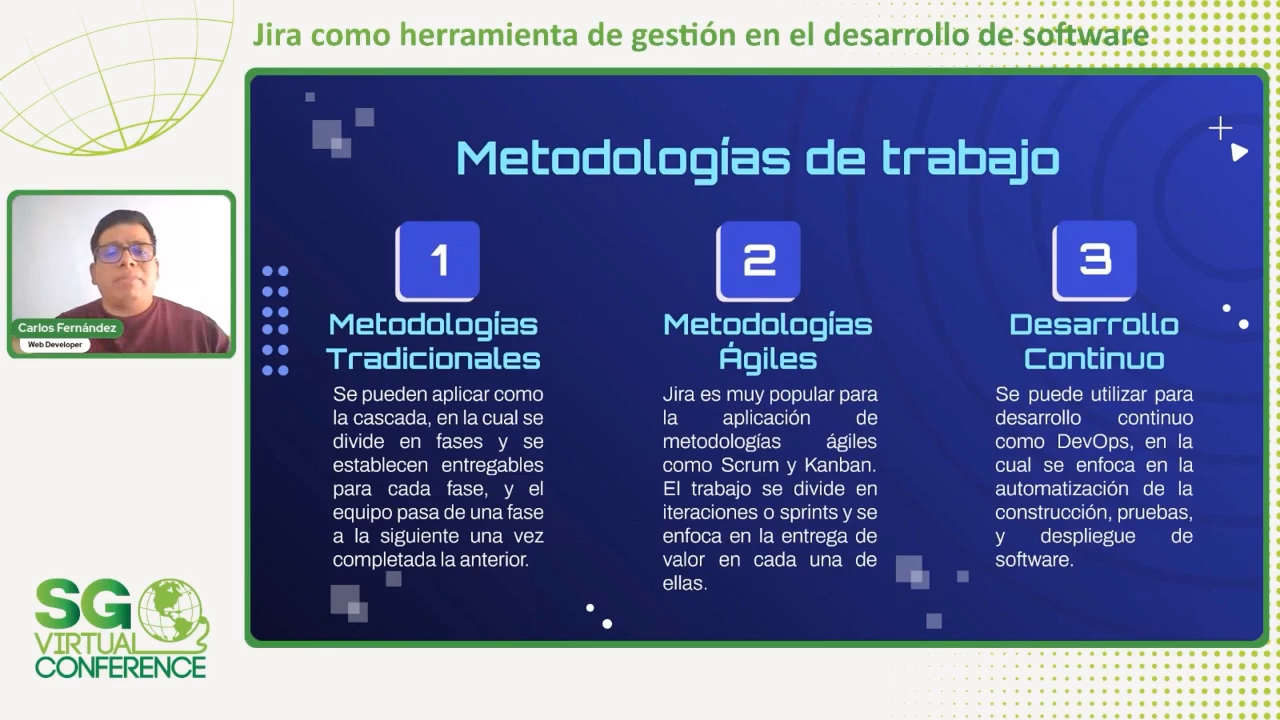 Jira como herramienta de gestión en el desarrollo de software
Metodologías de trabajo
1
Metodologías
Tradicionales
Se pueden aplicar como
la cascada, en la cual se
divide en fases y se
establecen entregables
para cada fase, y el
equipo pasa de una fase
a la siguiente una vez
completada la anterior.
2
Metodologías
Ágiles
Jira es muy popular para
la aplicación de
metodologías ágiles
como Scrum y Kanban.
El trabajo se divide en
iteraciones o sprints y se
enfoca en la entrega de
valor en cada una de
ellas.
3
Desarrollo
Continuo
Se puede utilizar para
desarrollo continuo
como DevOps, en la
cual se enfoca en la
automatización de la
construcción, pruebas,
y despliegue de
software.
Carlos Fernández
Web Developer
SG
VIRTUAL
CONFERENCE